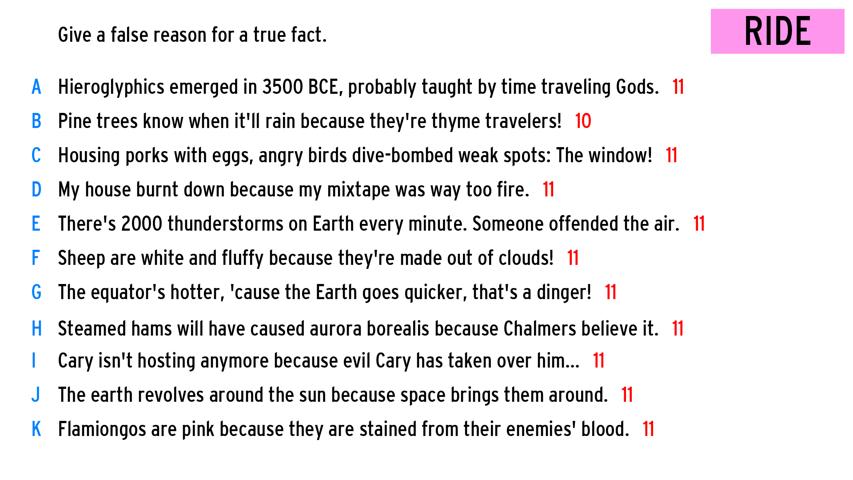 Give a false reason for a true fact.
RIDE
A Hieroglyphics emerged in 3500 BCE, probably taught by time traveling Gods. 11
B Pine trees know when it'll rain because they're thyme travelers! 10
C Housing porks with eggs, angry birds dive-bombed weak spots: The window! 11
D My house burnt down because my mixtape was way too fire. 11
E There's 2000 thunderstorms on Earth every minute. Someone offended the air. 11
F Sheep are white and fluffy because they're made out of clouds! 11
G The equator's hotter, 'cause the Earth goes quicker, that's a dinger! 11
H Steamed hams will have caused aurora borealis because Chalmers believe it. 11
I Cary isn't hosting anymore because evil Cary has taken over him... 11
J The earth revolves around the sun because space brings them around. 11
K Flamiongos are pink because they are stained from their enemies' blood. 11